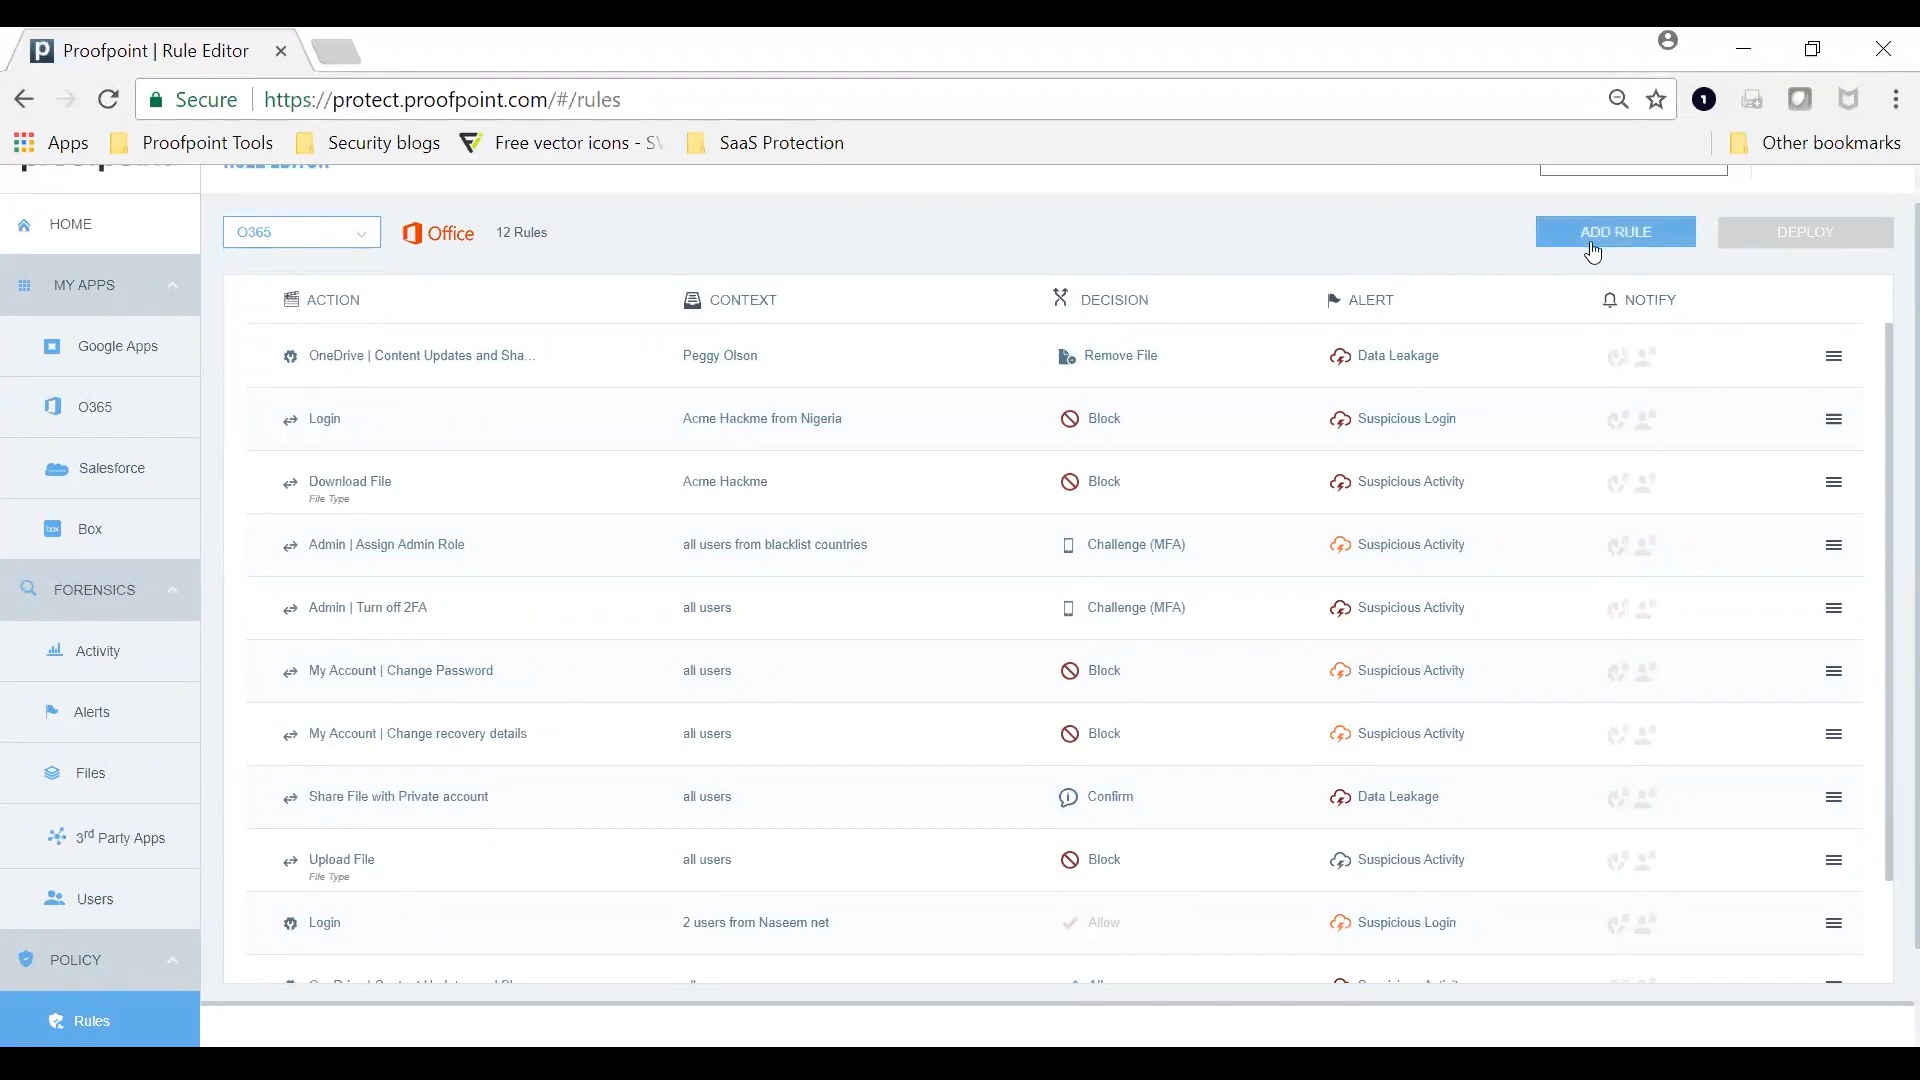 Proofpoint | Rule Editor
Secure https://protect.proofpoint.com/#/rules
Apps Proofpoint Tools Security blogs Free vector icons - SV SaaS Protection Other bookmarks
HOME
O365 Office 12 Rules ADD RULE DEPLOY
MY APPS
ACTION CONTEXT DECISION ALERT NOTIFY
Google Apps
OneDrive | Content Updates and Sha... Peggy Olson Remove File Data Leakage
O365
Login Acme Hackme from Nigeria Block Suspicious Login
Salesforce
Download File Acme Hackme Block Suspicious Activity
File Type
Box
Admin | Assign Admin Role all users from blacklist countries Challenge (MFA) Suspicious Activity
FORENSICS
Admin | Turn off 2FA all users Challenge (MFA) Suspicious Activity
Activity
My Account | Change Password all users Block Suspicious Activity
Alerts
My Account | Change recovery details all users Block Suspicious Activity
Files
Share File with Private account all users Confirm Data Leakage
3rd Party Apps
Upload File all users Block Suspicious Activity
File Type
Users
Login 2 users from Naseem net Allow Suspicious Login
POLICY
Rules